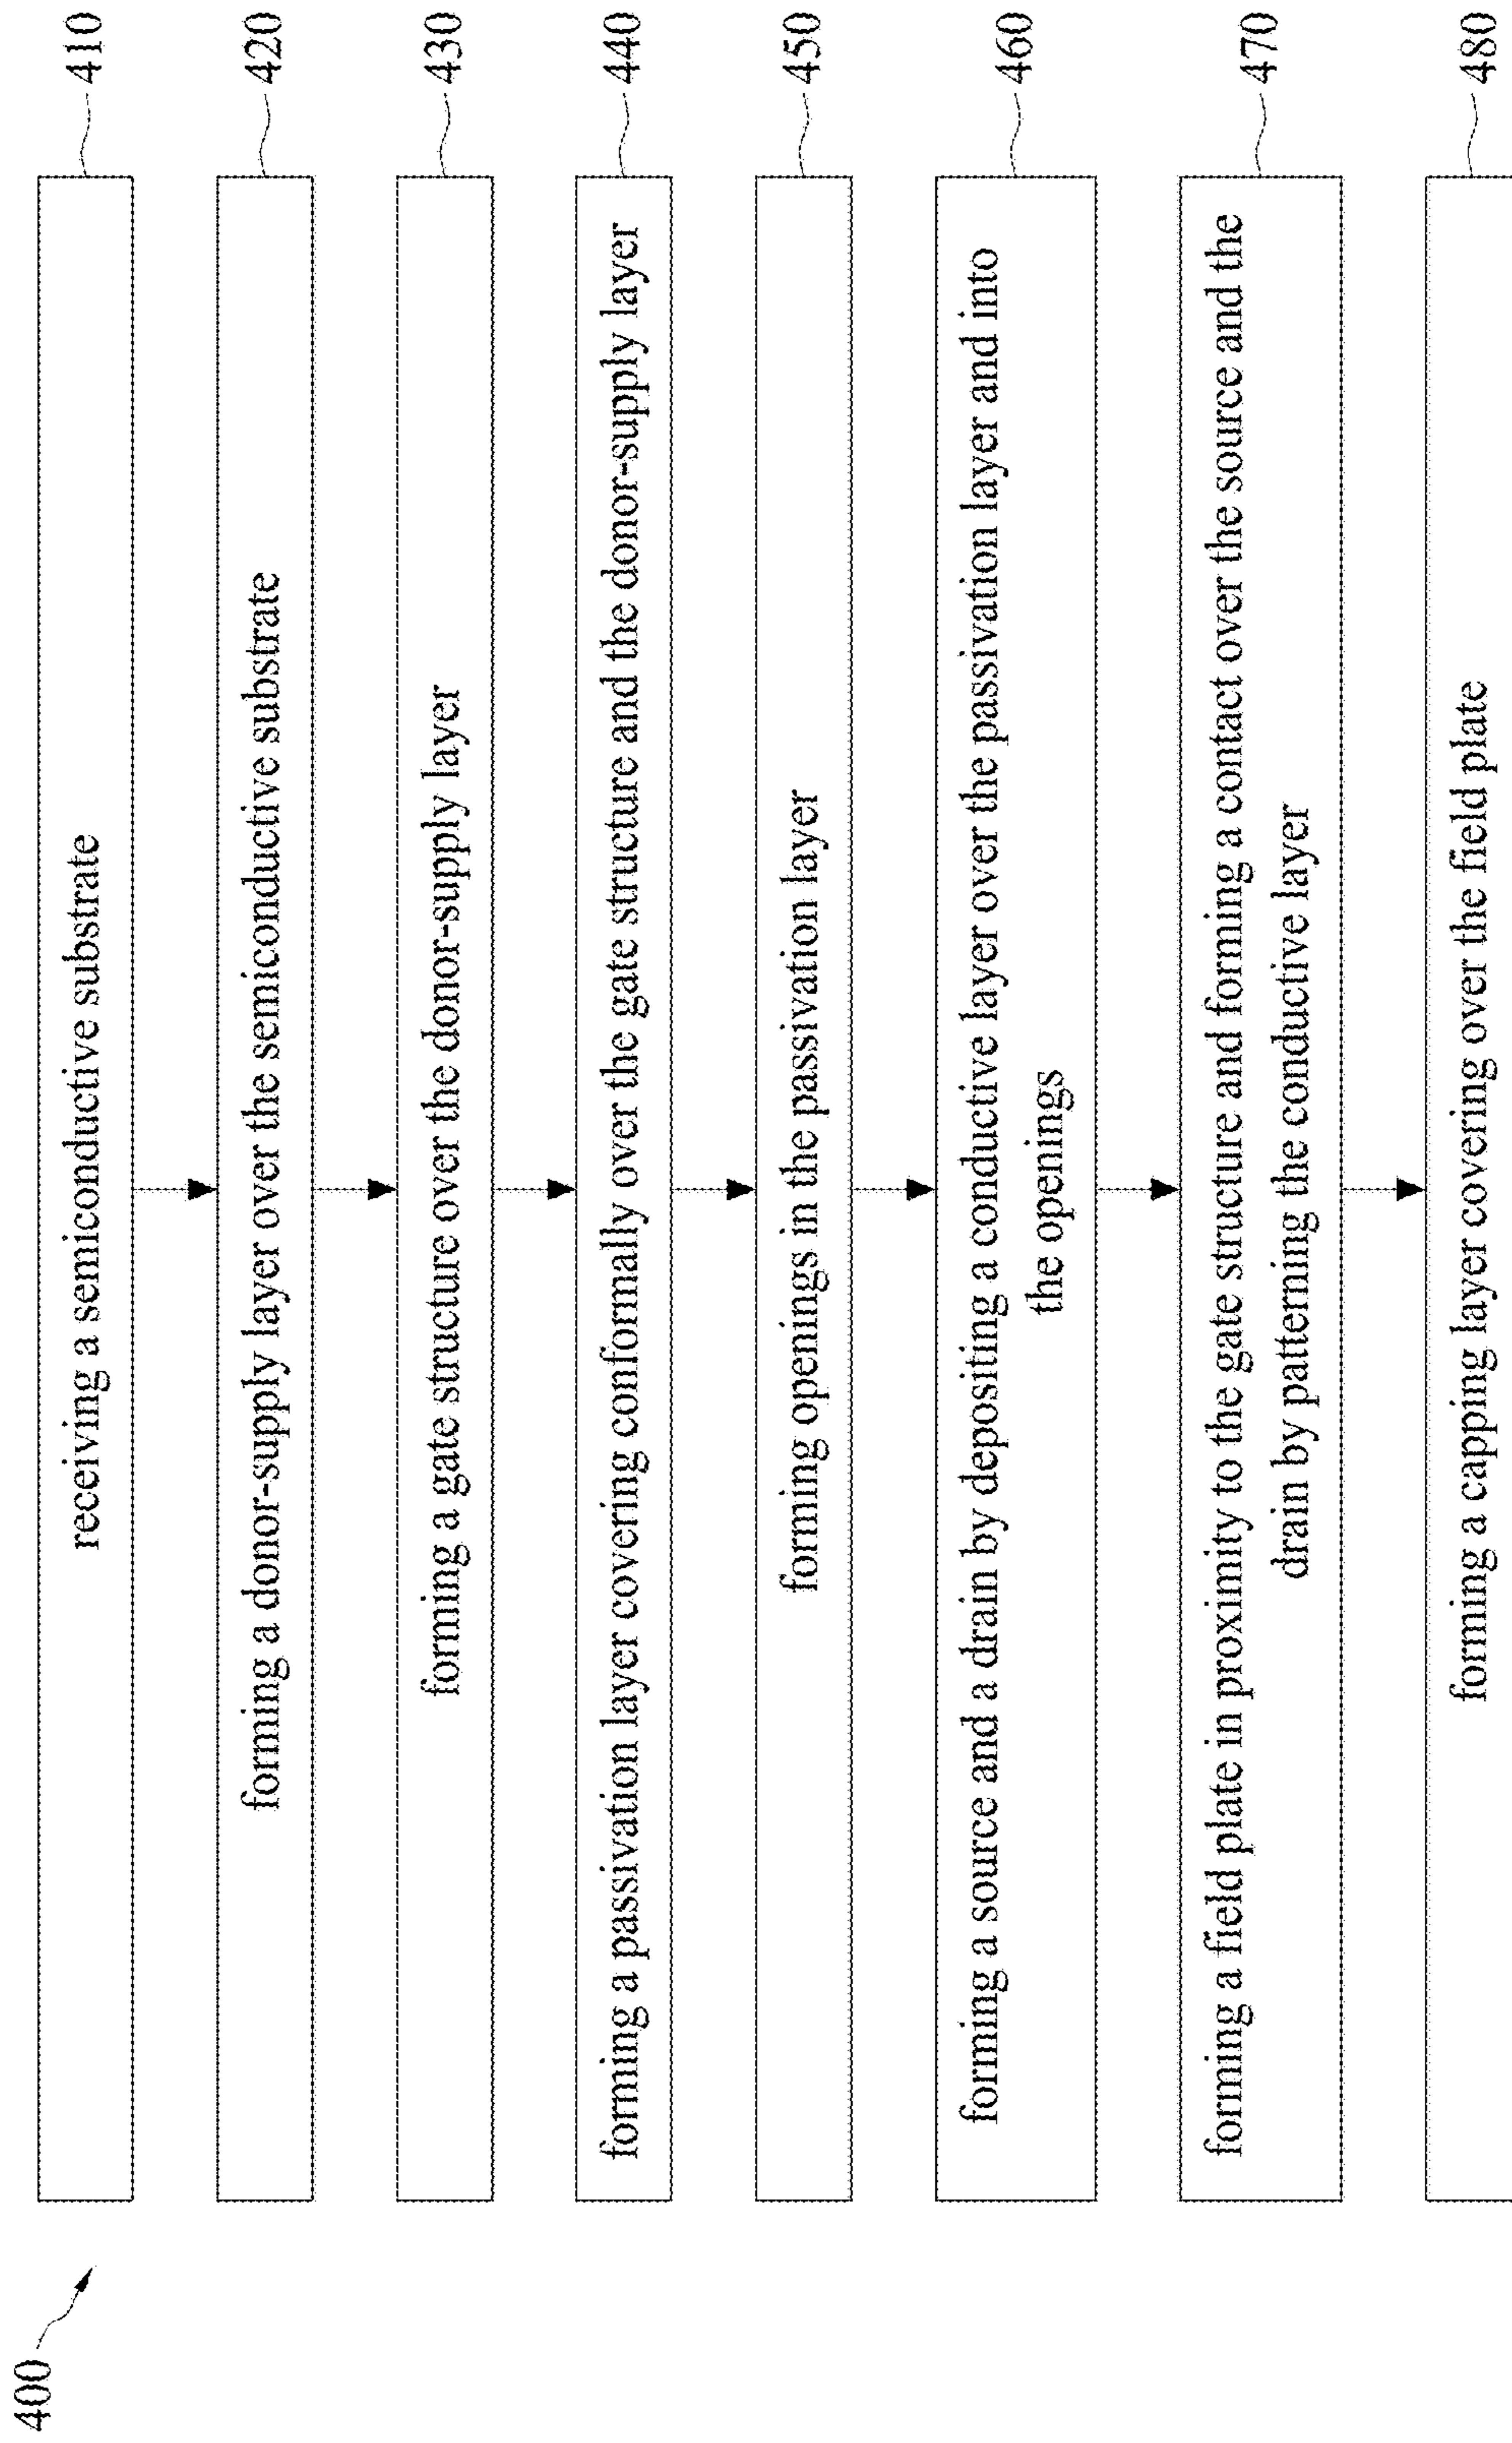 400
receiving a semiconductive substrate
410
forming a donor-supply layer over the semiconductive substrate
420
forming a gate structure over the donor-supply layer
430
forming a passivation layer covering conformally over the gate structure and the donor-supply layer
440
forming openings in the passivation layer
450
forming a source and a drain by depositing a conductive layer over the passivation layer and into
the openings
460
forming a field plate in proximity to the gate structure and forming a contact over the source and the
drain by patterning the conductive layer
470
forming a capping layer covering over the field plate
480